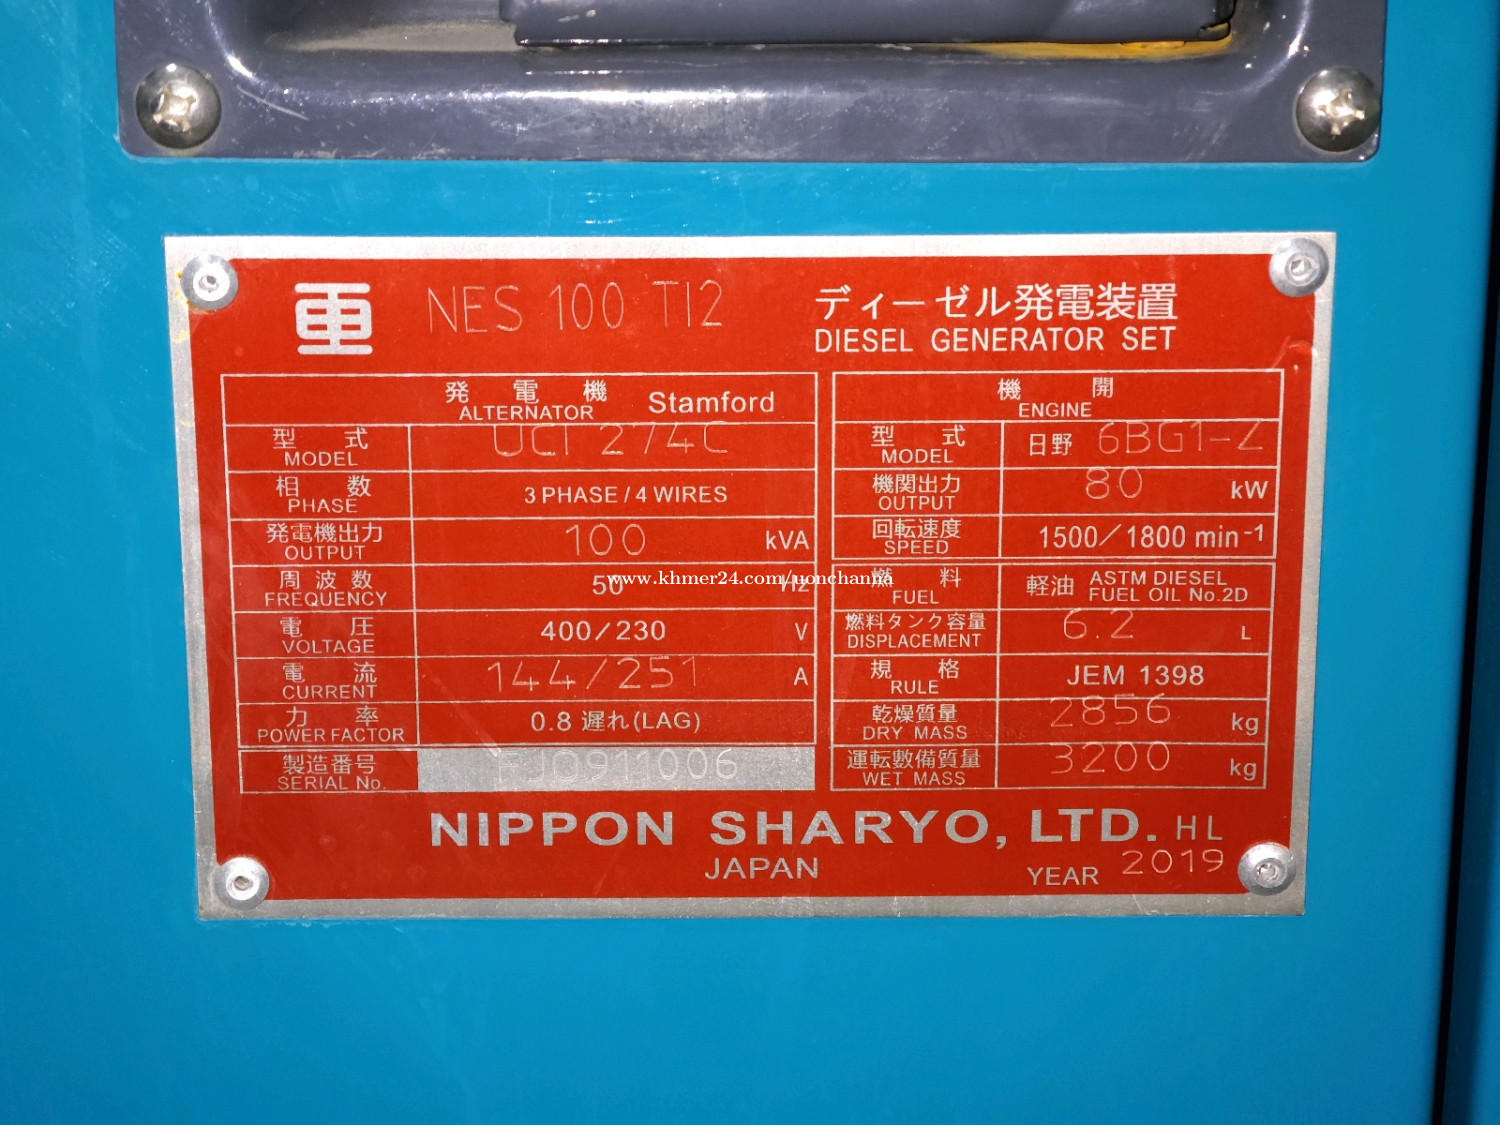 NES 100 TI2
ディーゼル発電装置
DIESEL GENERATOR SET
発電機 Stamford
ALTERNATOR
型式 UCI 274C
MODEL
相数 3 PHASE / 4 WIRES
PHASE
発電機出力 100 kVA
OUTPUT
周波数 50 Hz
FREQUENCY
電圧 400/230 V
VOLTAGE
電流 144/251 A
CURRENT
力率 0.8 遅れ(LAG)
POWER FACTOR
製造番号 FJ0911006
SERIAL No.
機開
ENGINE
型式 日野 6BG1-Z
MODEL
機関出力 80 kW
OUTPUT
回転速度 1500/1800 min-1
SPEED
燃料 軽油 ASTM DIESEL
FUEL FUEL OIL No.2D
燃料タンク容量 6.2 L
DISPLACEMENT
規格 JEM 1398
RULE
乾燥質量 2856 kg
DRY MASS
運転數備質量 3200 kg
WET MASS
NIPPON SHARYO, LTD. HL
JAPAN YEAR 2019
www.khmer24.com/uonchanna